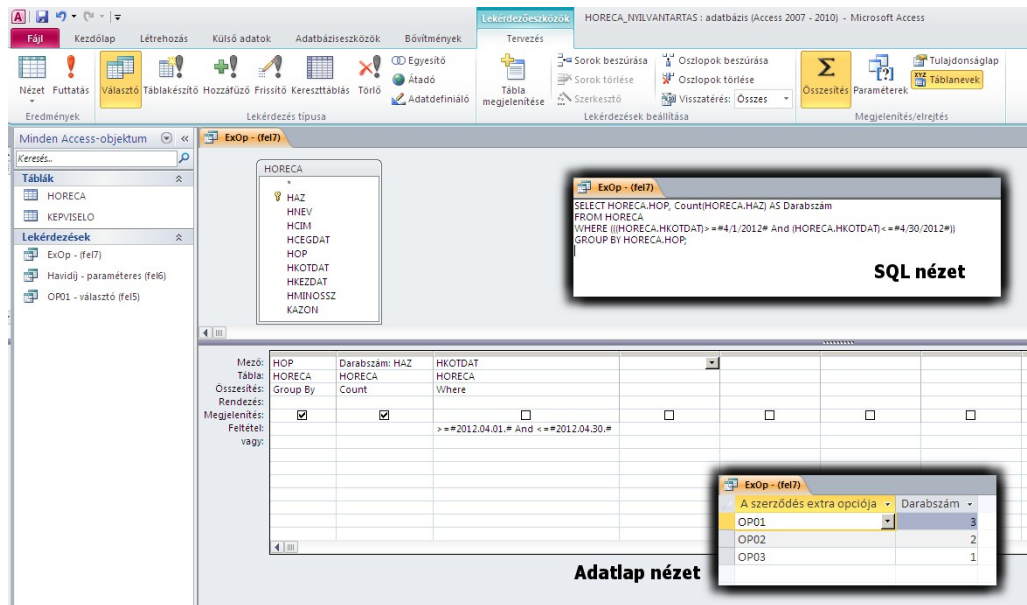 Lekérdezőeszközök HORECA_NYILVANTARTAS : adatbázis (Access 2007 - 2010) - Microsoft Access
Fájl Kezdőlap Létrehozás Külső adatok Adatbáziseszközök Bővítmények Tervezés
Nézet Futtatás Választó Táblakészítő Hozzáfűző Frissítő Kereszttáblás Törlő
Egyesítő
Átadó
Adatdefiniáló
Tábla megjelenítése
Sorok beszúrása
Sorok törlése
Szerkesztő
Oszlopok beszúrása
Oszlopok törlése
Visszatérés: Összes
Összesítés Paraméterek
Tulajdonságlap
Táblanevek
Eredmények Lekérdezés típusa Lekérdezések beállítása Megjelenítés/elrejtés
Minden Access-objektum
Keresés...
Táblák
HORECA
KEPVISELO
Lekérdezések
ExOp - (fel7)
Havidíj - paraméteres (fel6)
OP01 - választó (fel5)
ExOp - (fel7)
HORECA
*
HAZ
HNEV
HCIM
HCEGDAT
HOP
HKOTDAT
HKEZDAT
HMINOSSZ
KAZON
ExOp - (fel7)
SELECT HORECA.HOP, Count(HORECA.HAZ) AS Darabszám
FROM HORECA
WHERE (((HORECA.HKOTDAT)>=#4/1/2012# And (HORECA.HKOTDAT)<=#4/30/2012#))
GROUP BY HORECA.HOP;
SQL nézet
Mező: HOP Darabszám: HAZ HKOTDAT
Tábla: HORECA HORECA HORECA
Összesítés: Group By Count Where
Rendezés:
Megjelenítés:
Feltétel: >=#2012.04.01.# And <=#2012.04.30.#
vagy:
ExOp - (fel7)
A szerződés extra opciója Darabszám
OP01 3
OP02 2
OP03 1
Adatlap nézet